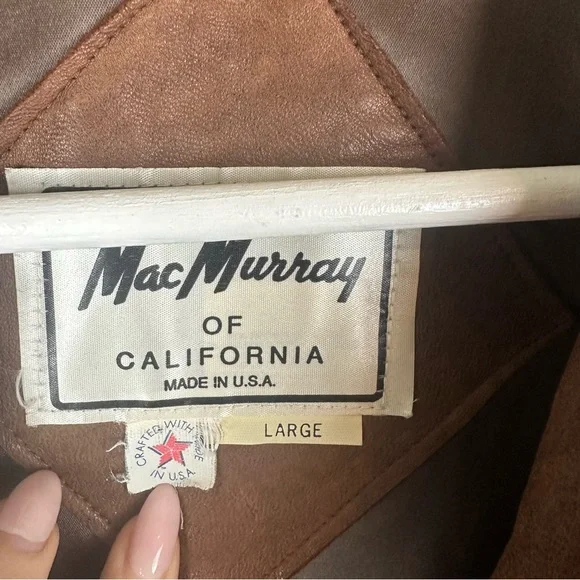 MacMurray
OF
CALIFORNIA
MADE IN U.S.A.
LARGE
CRAFTED WITH
IN U.S.A.